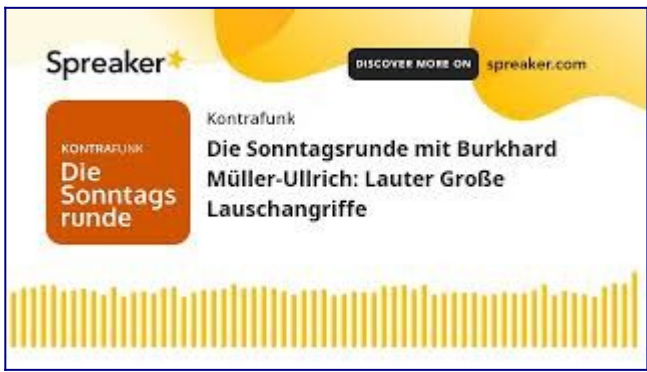 Spreaker
DISCOVER MORE ON spreaker.com
KONTRAFUNK
Die
Sonntags
runde
Kontrafunk
Die Sonntagsrunde mit Burkhard
Müller-Ullrich: Lauter Große
Lauschangriffe